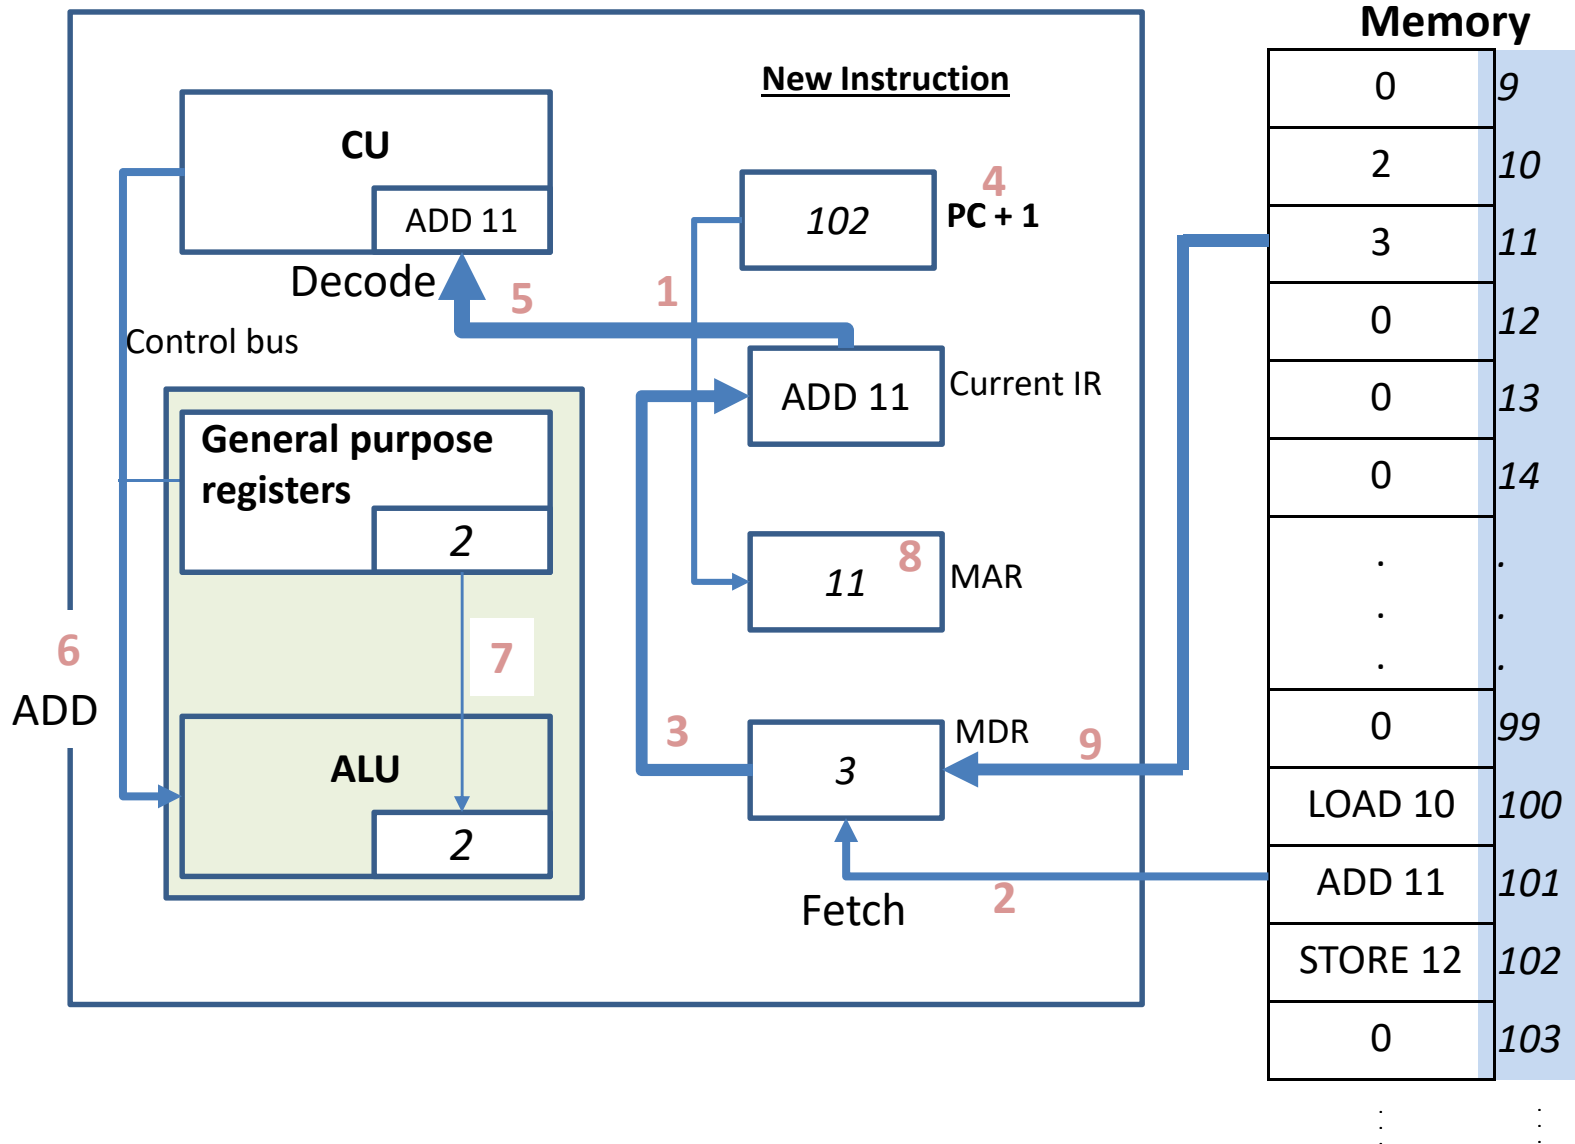 Memory
New Instruction
CU
ADD 11
Decode
Control bus
General purpose
registers
2
7
6
ADD
ALU
2
4
102
PC + 1
5
1
ADD 11
Current IR
8
11
MAR
3
MDR
3
9
Fetch
2
0 9
2 10
3 11
0 12
0 13
0 14
. .
. .
. .
0 99
LOAD 10 100
ADD 11 101
STORE 12 102
0 103
. .
. .
. .